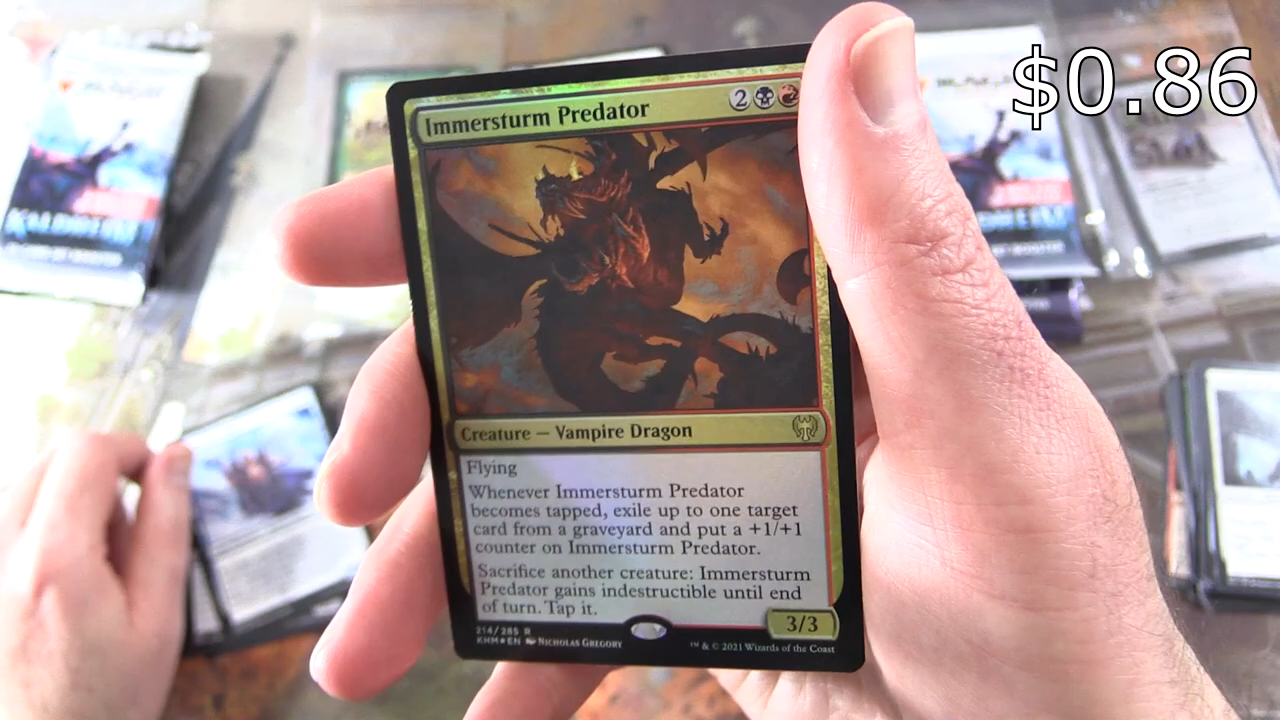 $0.86
Immersturm Predator
2
Creature — Vampire Dragon
Flying
Whenever Immersturm Predator
becomes tapped, exile up to one target
card from a graveyard and put a +1/+1
counter on Immersturm Predator.
Sacrifice another creature: Immersturm
Predator gains indestructible until end
of turn. Tap it.
3/3
214/285 R
KHM★EN Nicholas Gregory
™ & © 2021 Wizards of the Coast
KALDHEIM